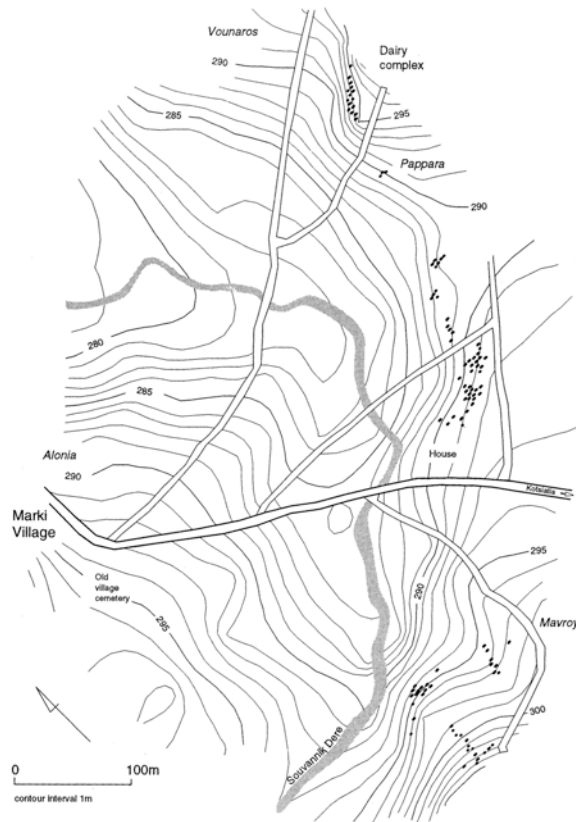 Vounaros
Dairy
complex
290
295
285
Pappara
290
280
285
Alonia
290
House
Kotsiatis
Marki
Village
Old
village
cemetery
295
290
295
Mavroy
300
Souvannik Dere
0 100m
contour interval 1m